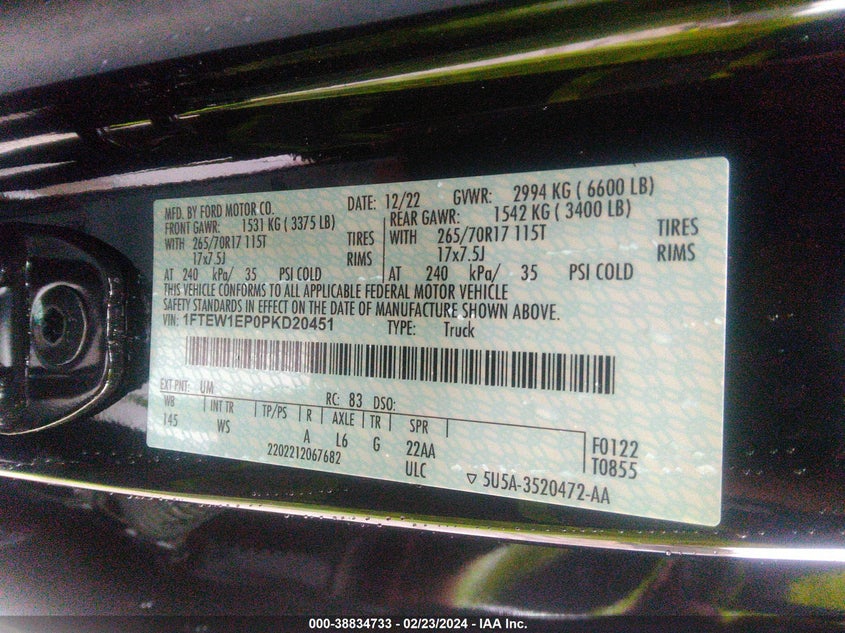 MFD. BY FORD MOTOR CO.
DATE: 12/22
GVWR: 2994 KG ( 6600 LB)
FRONT GAWR: 1531 KG ( 3375 LB)
REAR GAWR: 1542 KG ( 3400 LB)
WITH 265/70R17 115T TIRES
WITH 265/70R17 115T TIRES
17x7.5J RIMS
17x7.5J RIMS
AT 240 kPa/ 35 PSI COLD
AT 240 kPa/ 35 PSI COLD
THIS VEHICLE CONFORMS TO ALL APPLICABLE FEDERAL MOTOR VEHICLE
SAFETY STANDARDS IN EFFECT ON THE DATE OF MANUFACTURE SHOWN ABOVE.
VIN: 1FTEW1EP0PKD20451
TYPE: Truck
EXT PNT: UM
RC: 83 DSO:
WB INT TR TP/PS R AXLE TR SPR
145 WS A L6 G 22AA
2202212067682
ULC
F0122
T0855
▽ 5U5A-3520472-AA
000-38834733 - 02/23/2024 - IAA Inc.